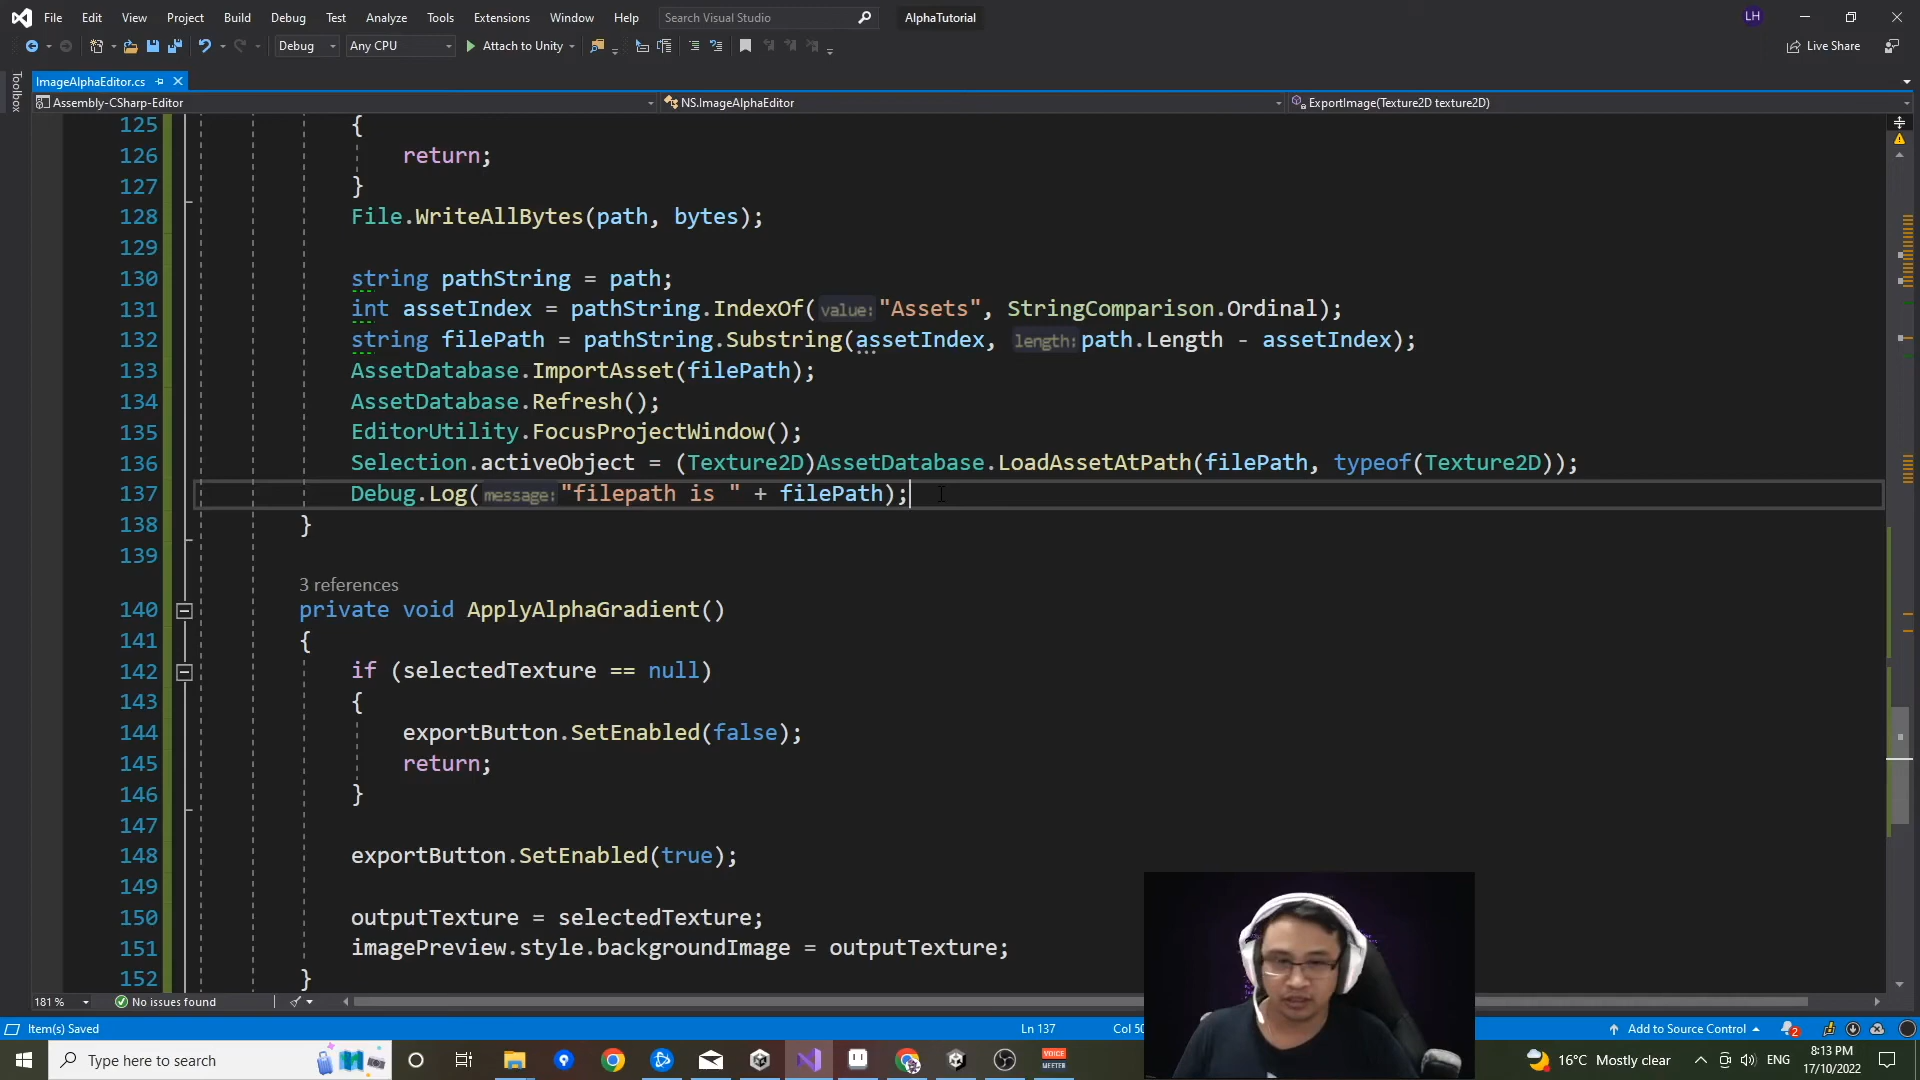 File Edit View Project Build Debug Test Analyze Tools Extensions Window Help Search Visual Studio AlphaTutorial LH
Debug Any CPU Attach to Unity Live Share
Toolbox
ImageAlphaEditor.cs
Assembly-CSharp-Editor NS.ImageAlphaEditor ExportImage(Texture2D texture2D)
125 {
126 return;
127 }
128 File.WriteAllBytes(path, bytes);
129
130 string pathString = path;
131 int assetIndex = pathString.IndexOf(value: "Assets", StringComparison.Ordinal);
132 string filePath = pathString.Substring(assetIndex, length: path.Length - assetIndex);
133 AssetDatabase.ImportAsset(filePath);
134 AssetDatabase.Refresh();
135 EditorUtility.FocusProjectWindow();
136 Selection.activeObject = (Texture2D)AssetDatabase.LoadAssetAtPath(filePath, typeof(Texture2D));
137 Debug.Log(message: "filepath is " + filePath);
138 }
139
3 references
140 private void ApplyAlphaGradient()
141 {
142 if (selectedTexture == null)
143 {
144 exportButton.SetEnabled(false);
145 return;
146 }
147
148 exportButton.SetEnabled(true);
149
150 outputTexture = selectedTexture;
151 imagePreview.style.backgroundImage = outputTexture;
152 }
181 % No issues found
Item(s) Saved Ln 137 Col 50 Add to Source Control 2
Type here to search VOICE MEETER 16°C Mostly clear ENG 8:13 PM
17/10/2022